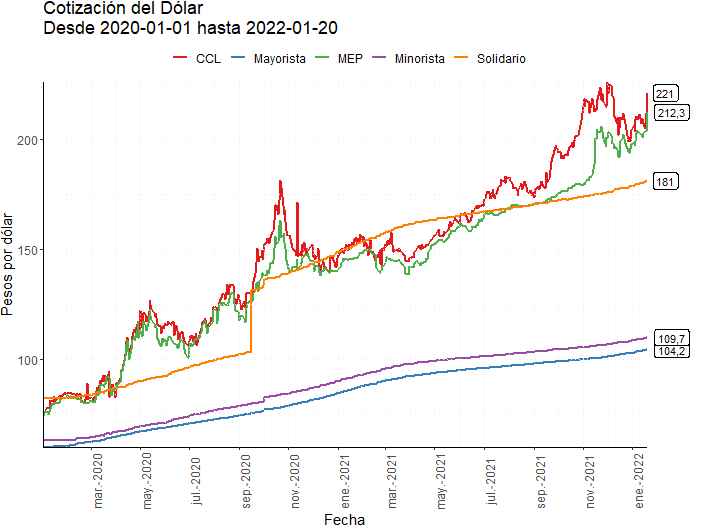 Cotización del Dólar
Desde 2020-01-01 hasta 2022-01-20
CCL Mayorista MEP Minorista Solidario
Pesos por dólar
200
150
100
221
212,3
181
109,7
104,2
mar.-2020
may.-2020
jul.-2020
sep.-2020
nov.-2020
ene.-2021
mar.-2021
may.-2021
jul.-2021
sep.-2021
nov.-2021
ene.-2022
Fecha